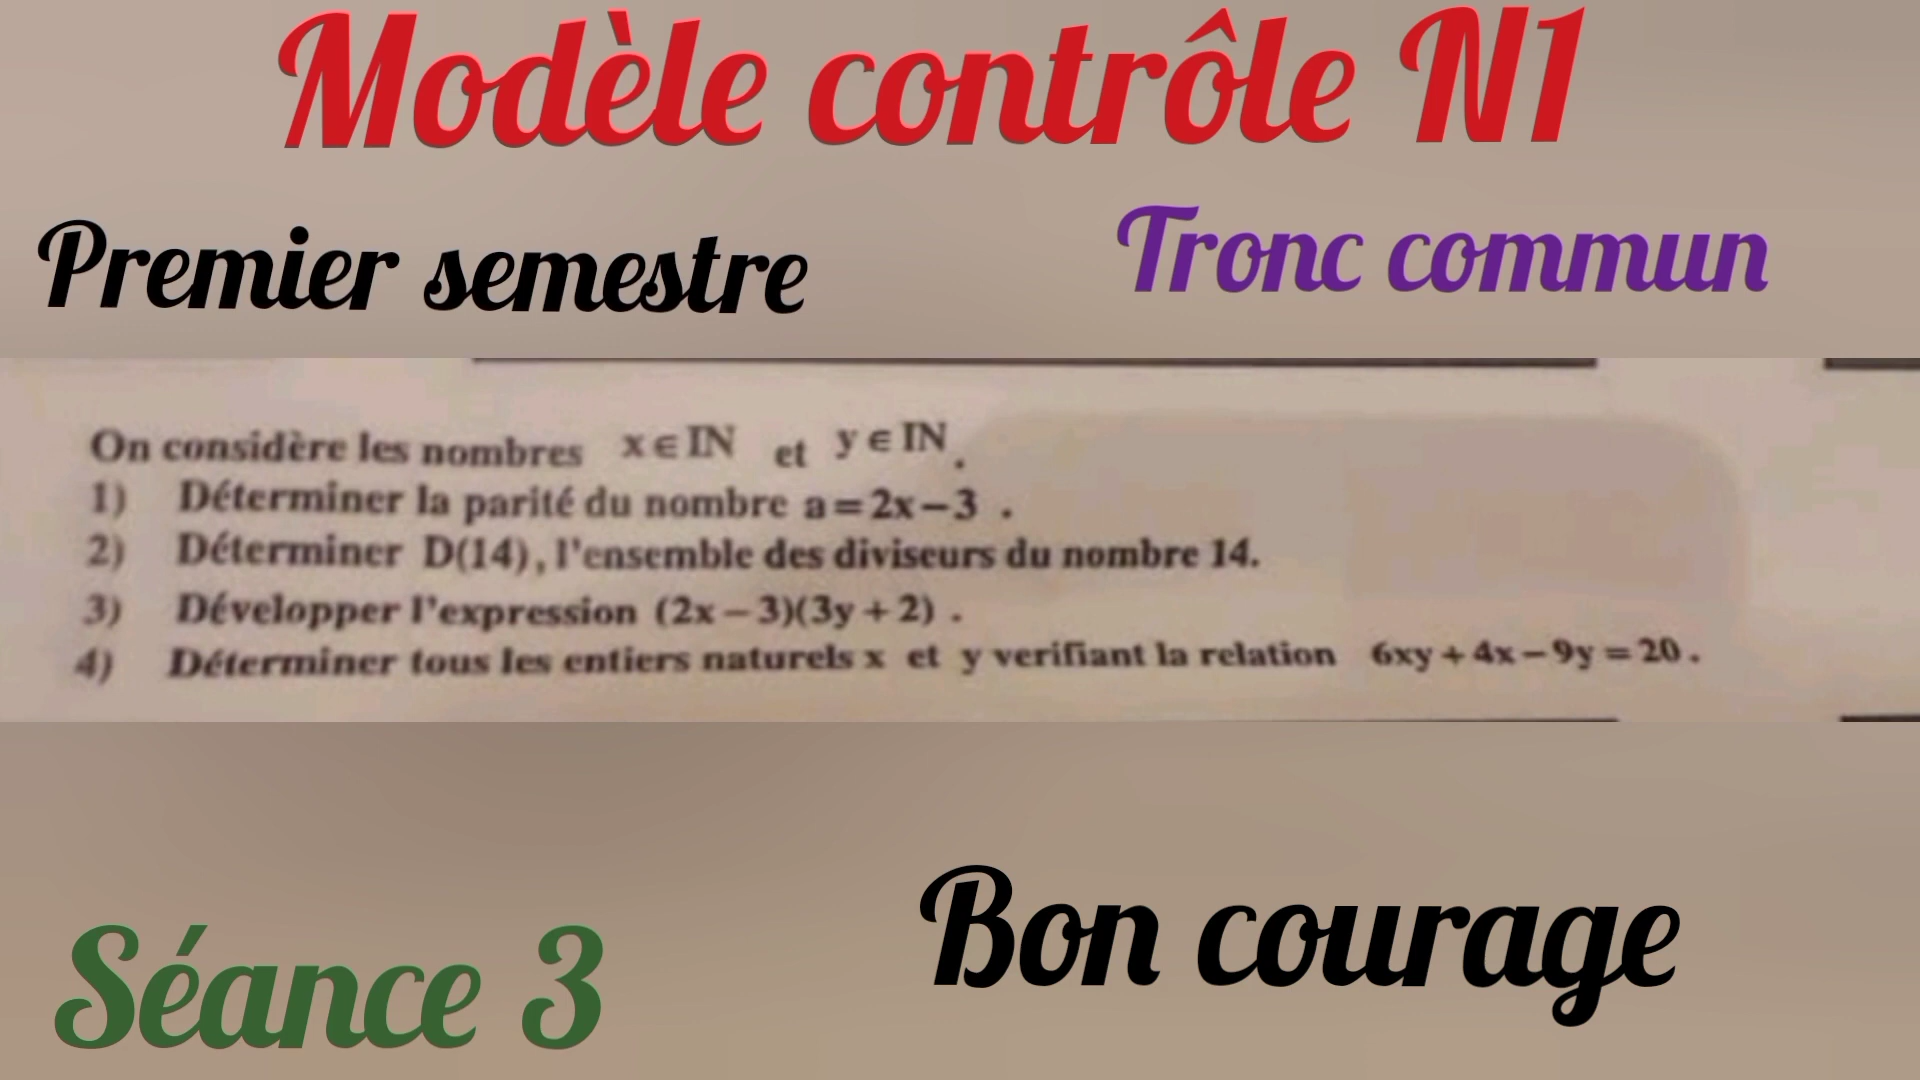 Modèle contrôle N1
Premier semestre
Tronc commun
On considère les nombres x ∈ IN et y ∈ IN .
1) Déterminer la parité du nombre a = 2x − 3 .
2) Déterminer D(14), l'ensemble des diviseurs du nombre 14.
3) Développer l'expression (2x − 3)(3y + 2) .
4) Déterminer tous les entiers naturels x et y verifiant la relation 6xy + 4x − 9y = 20 .
Bon courage
Séance 3